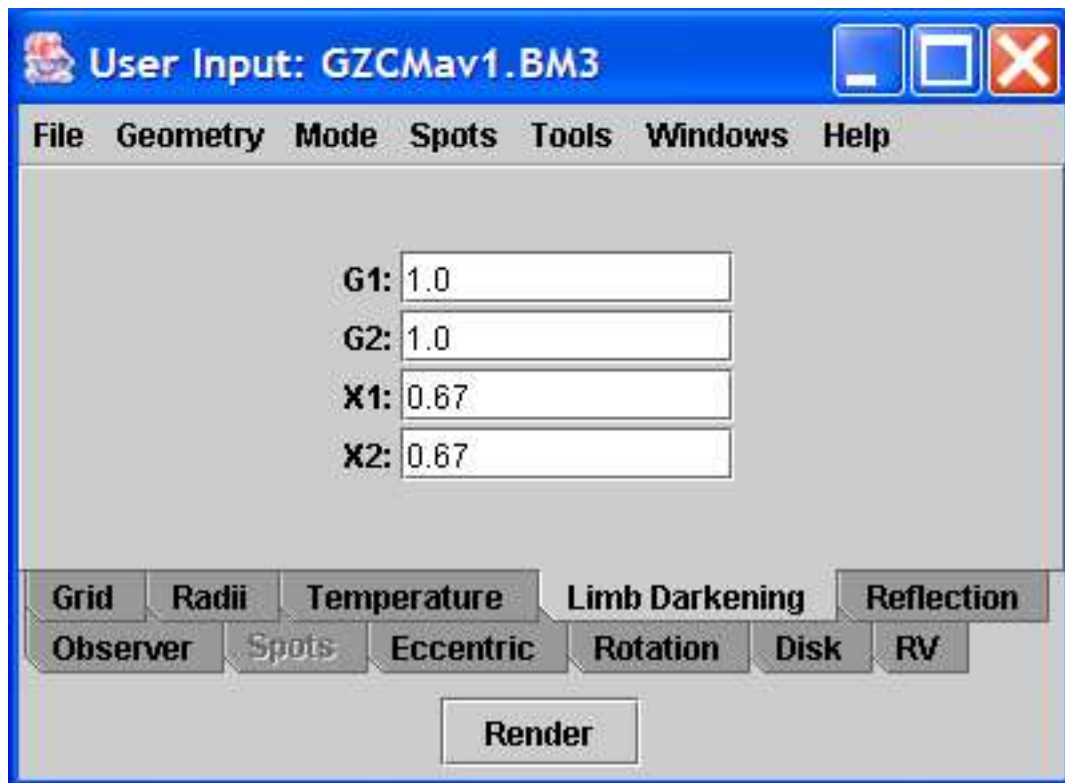 User Input: GZCMav1.BM3
File Geometry Mode Spots Tools Windows Help
G1: 1.0
G2: 1.0
X1: 0.67
X2: 0.67
Grid Radii Temperature Limb Darkening Reflection
Observer Spots Eccentric Rotation Disk RV
Render